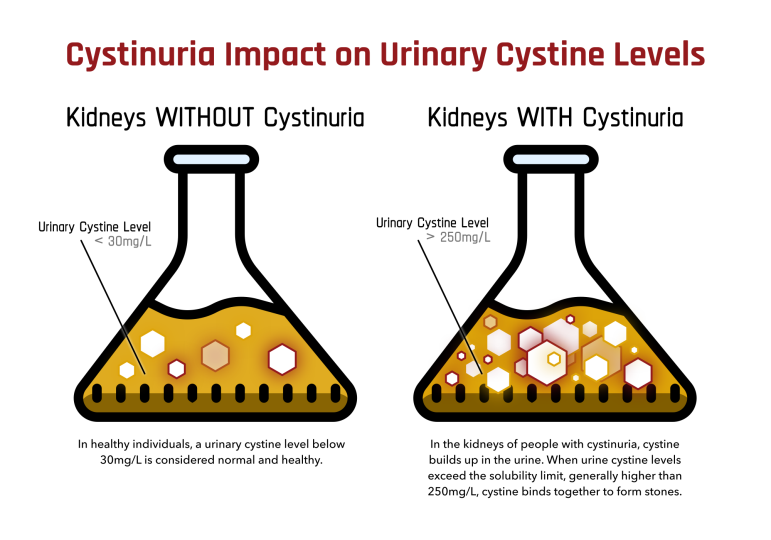 Cystinuria Impact on Urinary Cystine Levels
Kidneys WITHOUT Cystinuria
Urinary Cystine Level
< 30mg/L
In healthy individuals, a urinary cystine level below
30mg/L is considered normal and healthy.
Kidneys WITH Cystinuria
Urinary Cystine Level
> 250mg/L
In the kidneys of people with cystinuria, cystine
builds up in the urine. When urine cystine levels
exceed the solubility limit, generally higher than
250mg/L, cystine binds together to form stones.